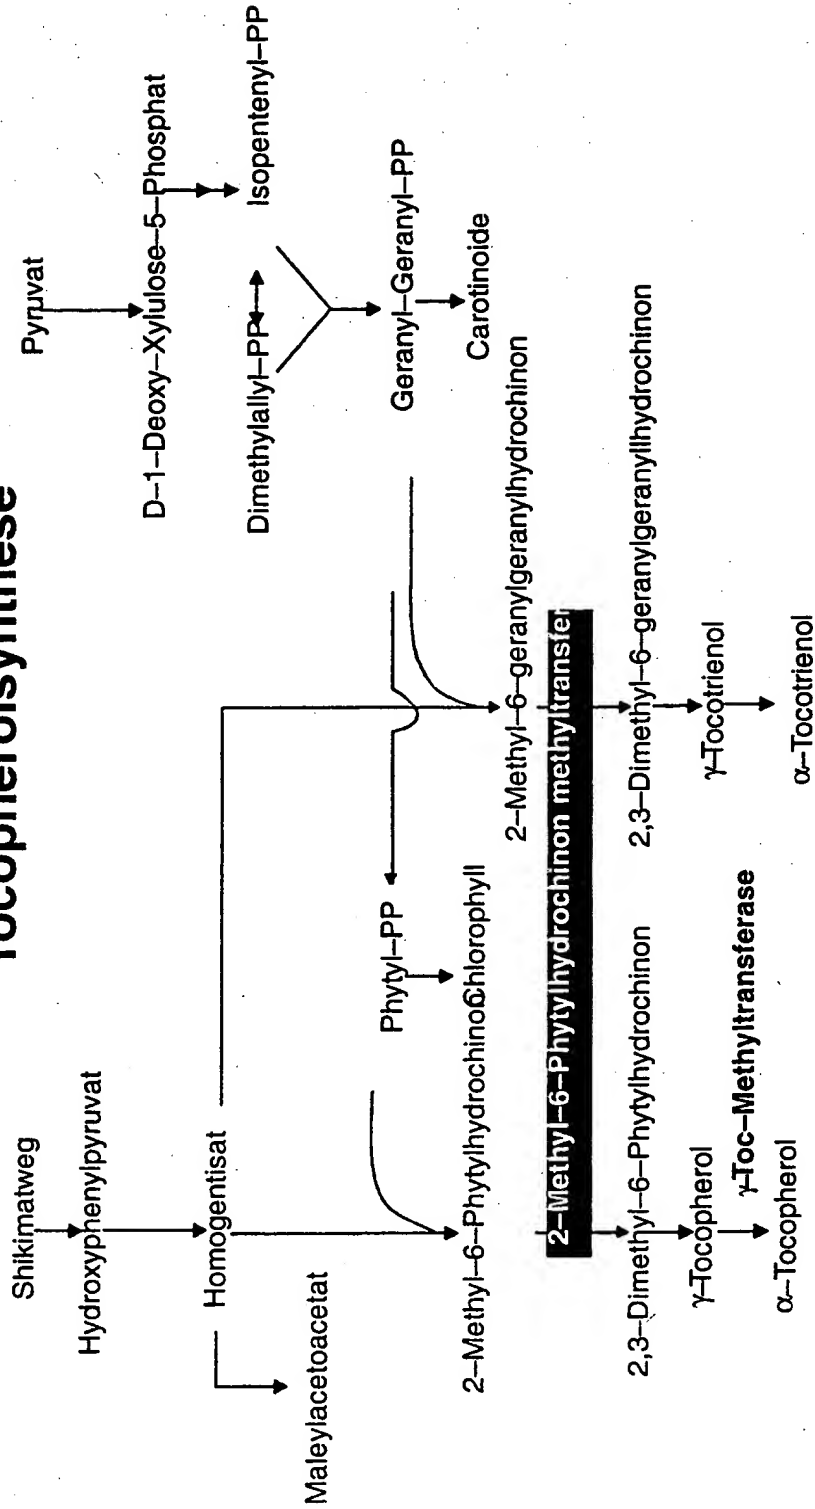 Tocopherolsynthese
Shikimatweg
Pyruvat
Hydroxyphenylpyruvat
D–1–Deoxy–Xylulose–5–Phosphat
Homogentisat
Dimethylallyl–PP
Isopentenyl–PP
Maleylacetoacetat
Phytyl–PP
Geranyl–Geranyl–PP
Chlorophyll
Carotinoide
2–Methyl–6–Phytylhydrochinon
2–Methyl–6–geranylgeranylhydrochinon
2–Methyl–6–Phytylhydrochinon methyltransfer
2,3–Dimethyl–6–Phytylhydrochinon
2,3–Dimethyl–6–geranylgeranyllhydrochinon
γ–Tocopherol
γ–Tocotrienol
γ–Toc–Methyltransferase
α–Tocopherol
α–Tocotrienol